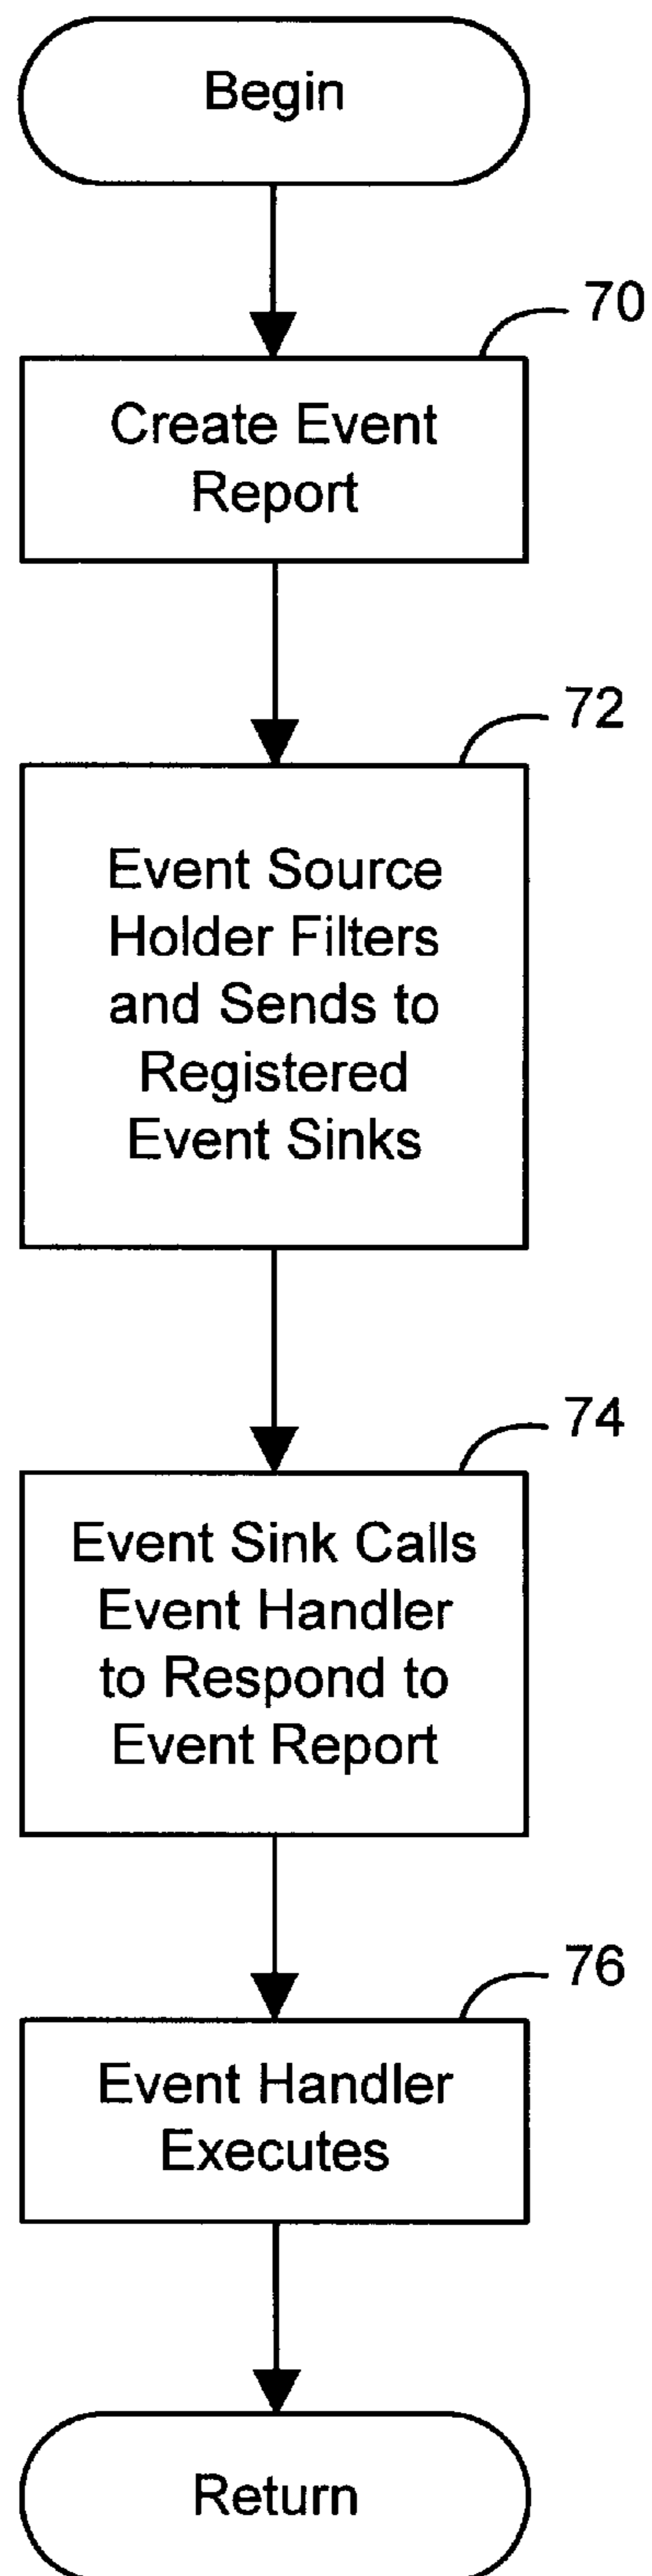 Begin
70
Create Event
Report
72
Event Source
Holder Filters
and Sends to
Registered
Event Sinks
74
Event Sink Calls
Event Handler
to Respond to
Event Report
76
Event Handler
Executes
Return